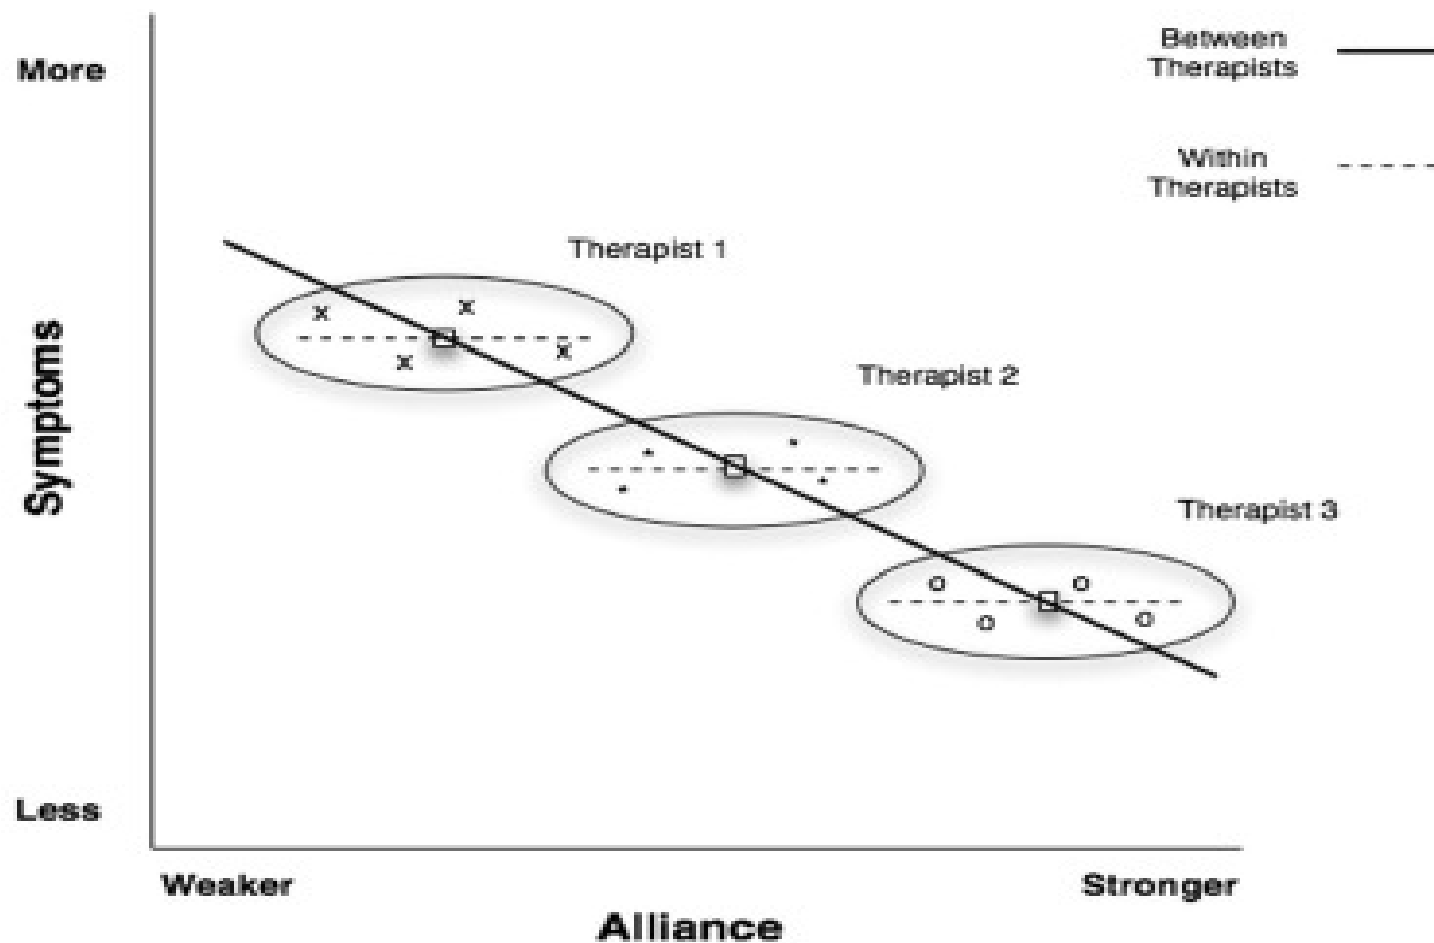 Between
Therapists
More
Within
Therapists
Therapist 1
Therapist 2
Symptoms
Therapist 3
Less
Weaker
Stronger
Alliance